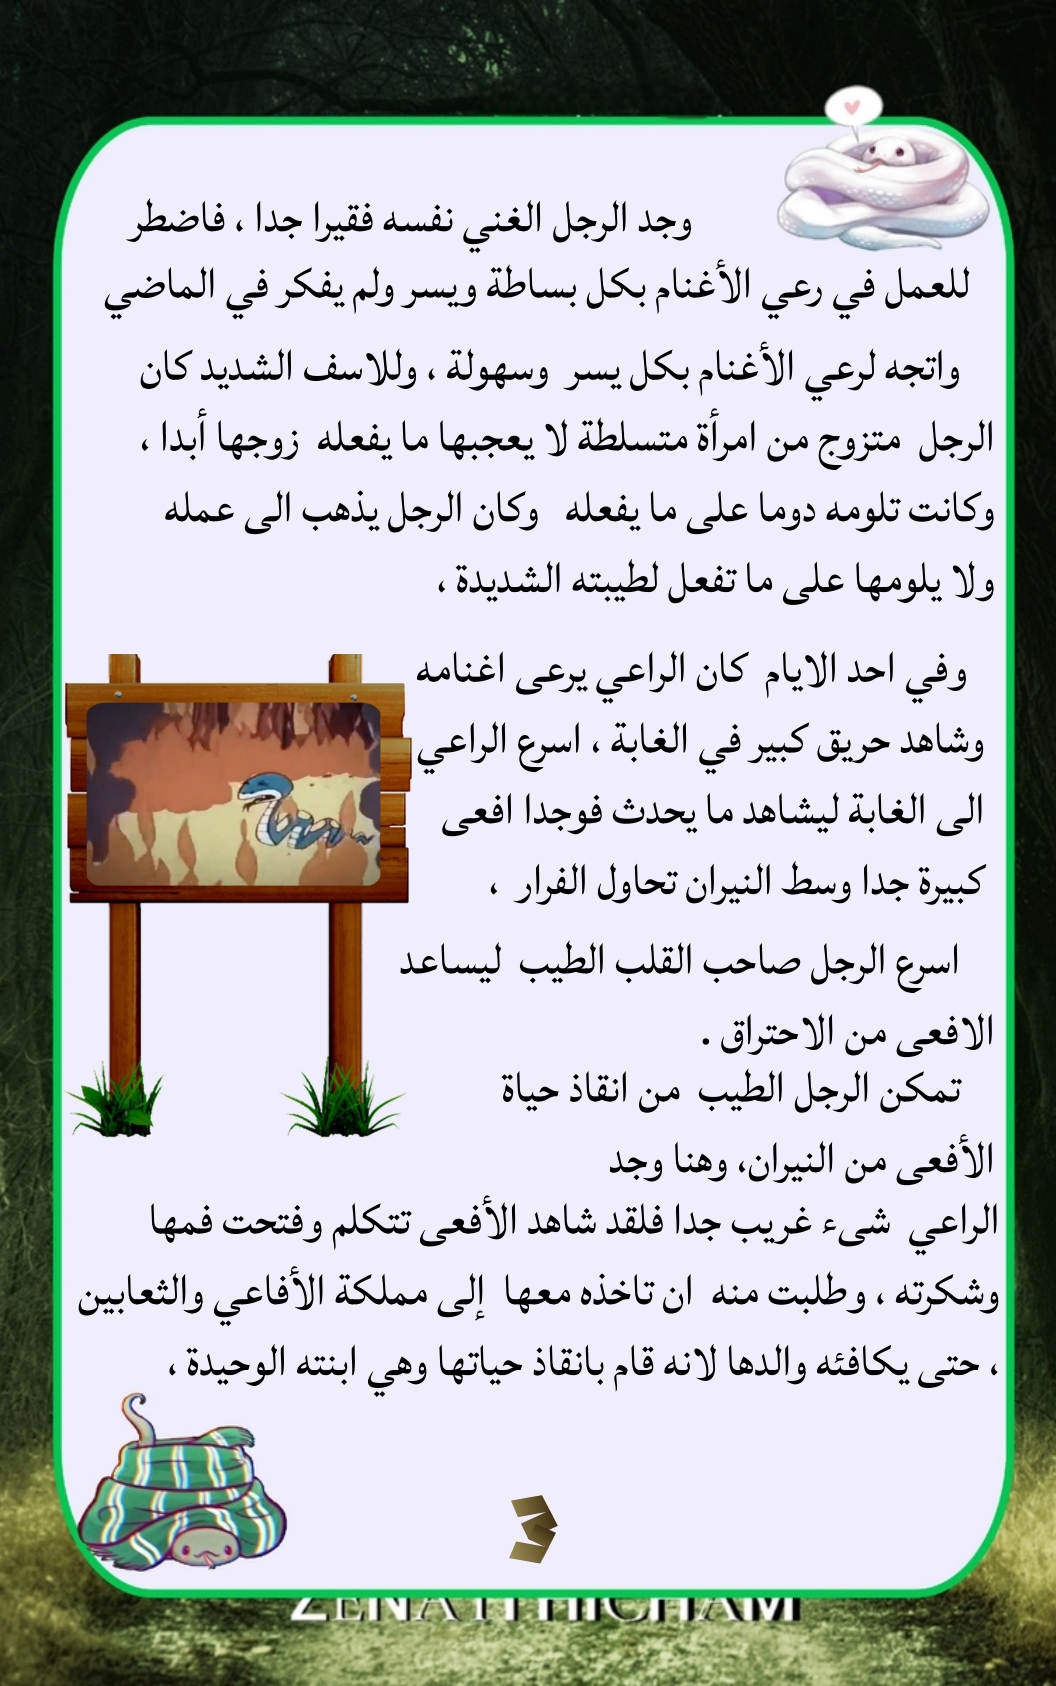 وجد الرجل الغني نفسه فقيرا جدا ، فاضطر
للعمل في رعي الأغنام بكل بساطة ويسر ولم يفكر في الماضي
واتجه لرعي الأغنام بكل يسر وسهولة ، وللاسف الشديد كان
الرجل متزوج من امرأة متسلطة لا يعجبها ما يفعله زوجها أبدا ،
وكانت تلومه دوما على ما يفعله وكان الرجل يذهب الى عمله
ولا يلومها على ما تفعل لطيبته الشديدة ،
وفي احد الايام كان الراعي يرعى اغنامه
وشاهد حريق كبير في الغابة ، اسرع الراعي
الى الغابة ليشاهد ما يحدث فوجدا افعى
كبيرة جدا وسط النيران تحاول الفرار ،
اسرع الرجل صاحب القلب الطيب ليساعد
الافعى من الاحتراق .
تمكن الرجل الطيب من انقاذ حياة
الأفعى من النيران، وهنا وجد
الراعي شىء غريب جدا فلقد شاهد الأفعى تتكلم وفتحت فمها
وشكرته ، وطلبت منه ان تاخذه معها إلى مملكة الأفاعي والثعابين
، حتى يكافئه والدها لانه قام بانقاذ حياتها وهي ابنته الوحيدة ،
3
ZENATI HICHAM